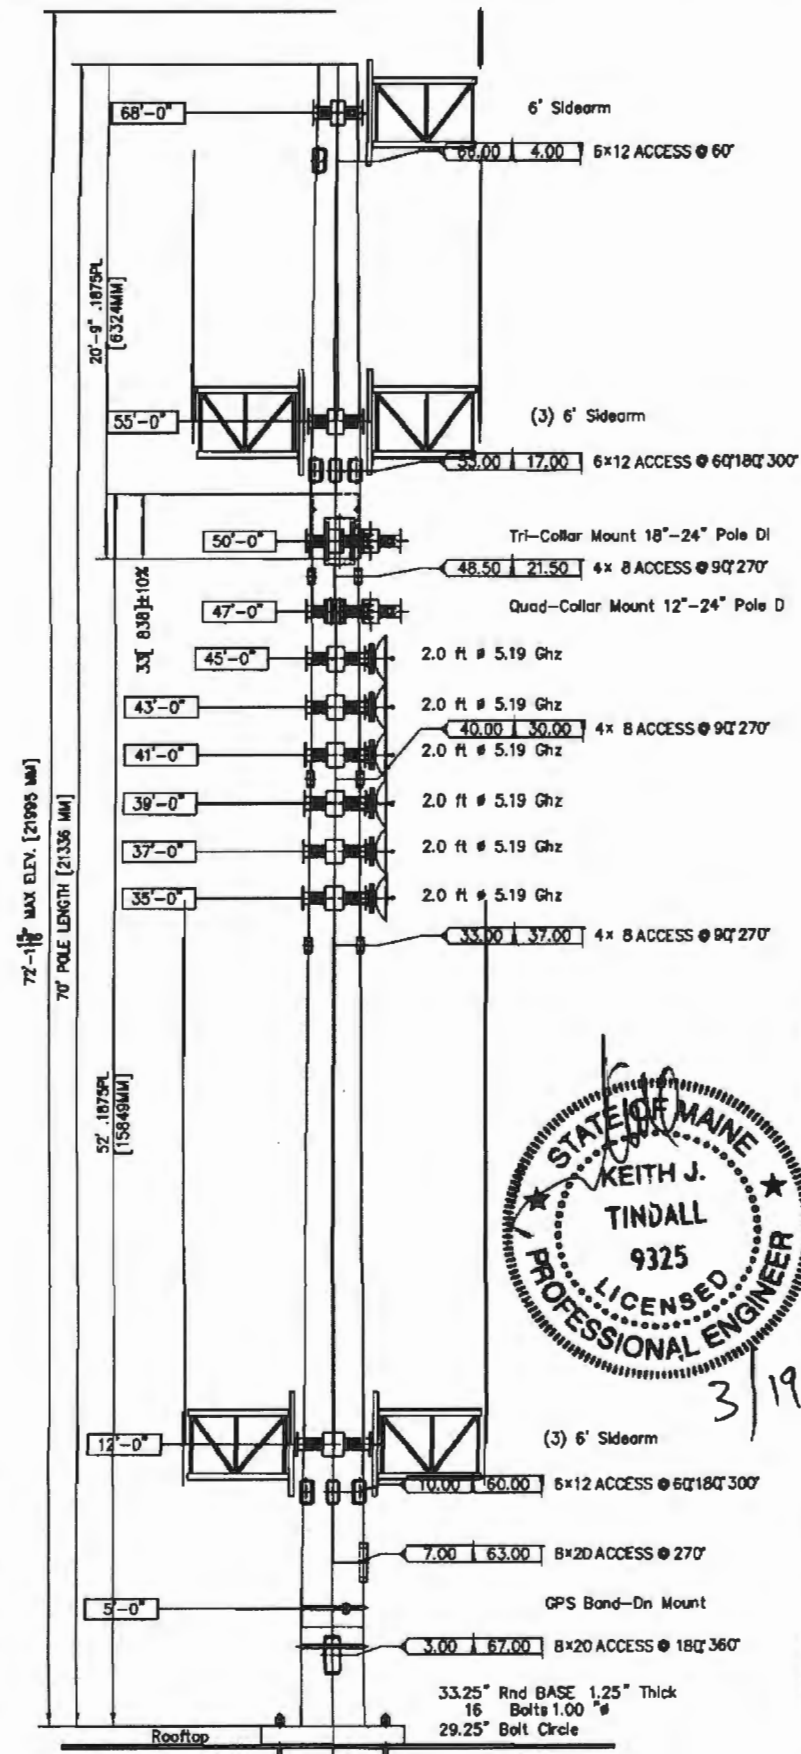 68'-0"
6' Sidearm
66.00 4.00 6×12 ACCESS @ 60°
20'-9" .1875PL
[6324MM]
55'-0"
(3) 6' Sidearm
53.00 17.00 6×12 ACCESS @ 60°180°300°
50'-0"
Tri-Collar Mount 18"-24" Pole Di
48.50 21.50 4× 8 ACCESS @ 90°270°
47'-0"
Quad-Collar Mount 12"-24" Pole D
33[ 838]±10%
45'-0"
2.0 ft ø 5.19 Ghz
43'-0"
2.0 ft ø 5.19 Ghz
40.00 30.00 4× 8 ACCESS @ 90°270°
41'-0"
2.0 ft ø 5.19 Ghz
39'-0"
2.0 ft ø 5.19 Ghz
37'-0"
2.0 ft ø 5.19 Ghz
35'-0"
2.0 ft ø 5.19 Ghz
33.00 37.00 4× 8 ACCESS @ 90°270°
72'-1 15/16" MAX ELEV. [21995 MM]
70' POLE LENGTH [21336 MM]
52' .1875PL
[15849MM]
STATE OF MAINE
KEITH J.
TINDALL
9325
LICENSED
PROFESSIONAL ENGINEER
3/19
12'-0"
(3) 6' Sidearm
10.00 60.00 6×12 ACCESS @ 60°180°300°
7.00 63.00 8×20 ACCESS @ 270°
5'-0"
GPS Band-On Mount
3.00 67.00 8×20 ACCESS @ 180°360°
33.25" Rnd BASE 1.25" Thick
16 Bolts 1.00 "ø
29.25" Bolt Circle
Rooftop